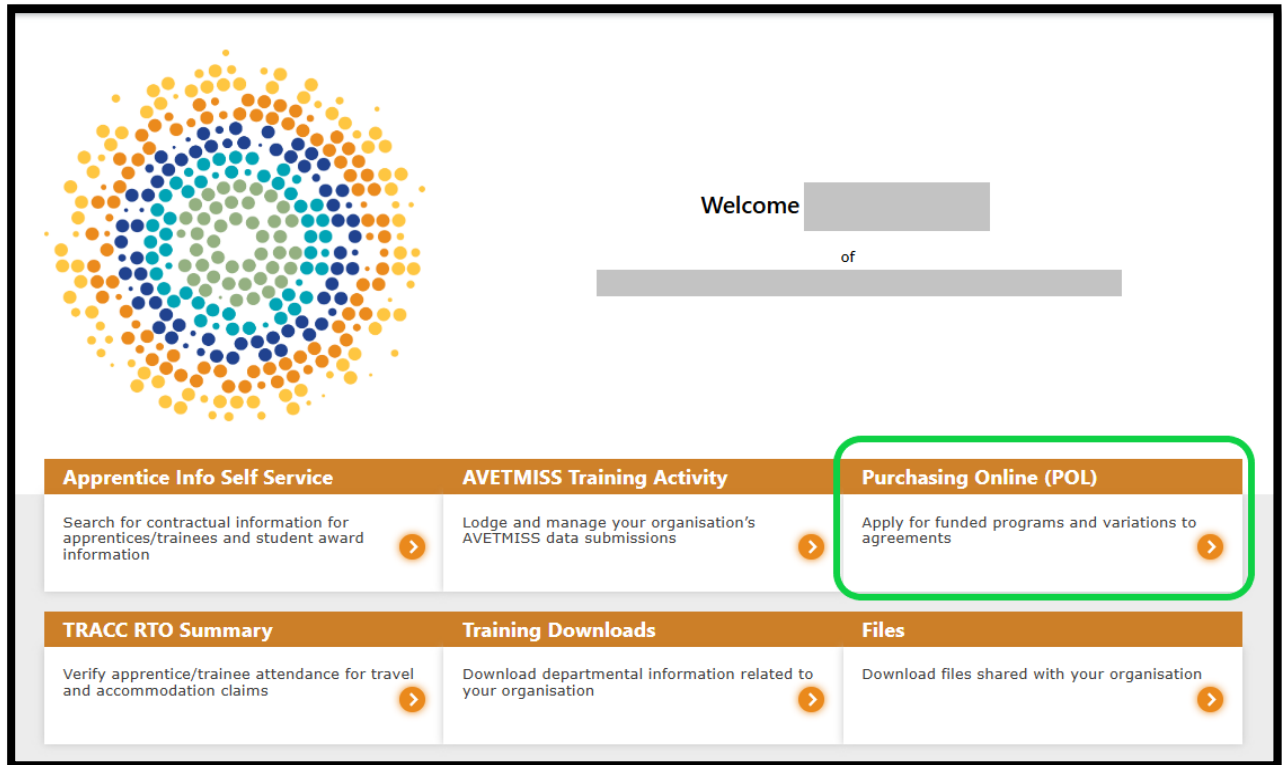 Welcome
of
Apprentice Info Self Service
Search for contractual information for
apprentices/trainees and student award
information
AVETMISS Training Activity
Lodge and manage your organisation's
AVETMISS data submissions
Purchasing Online (POL)
Apply for funded programs and variations to
agreements
TRACC RTO Summary
Verify apprentice/trainee attendance for travel
and accommodation claims
Training Downloads
Download departmental information related to
your organisation
Files
Download files shared with your organisation